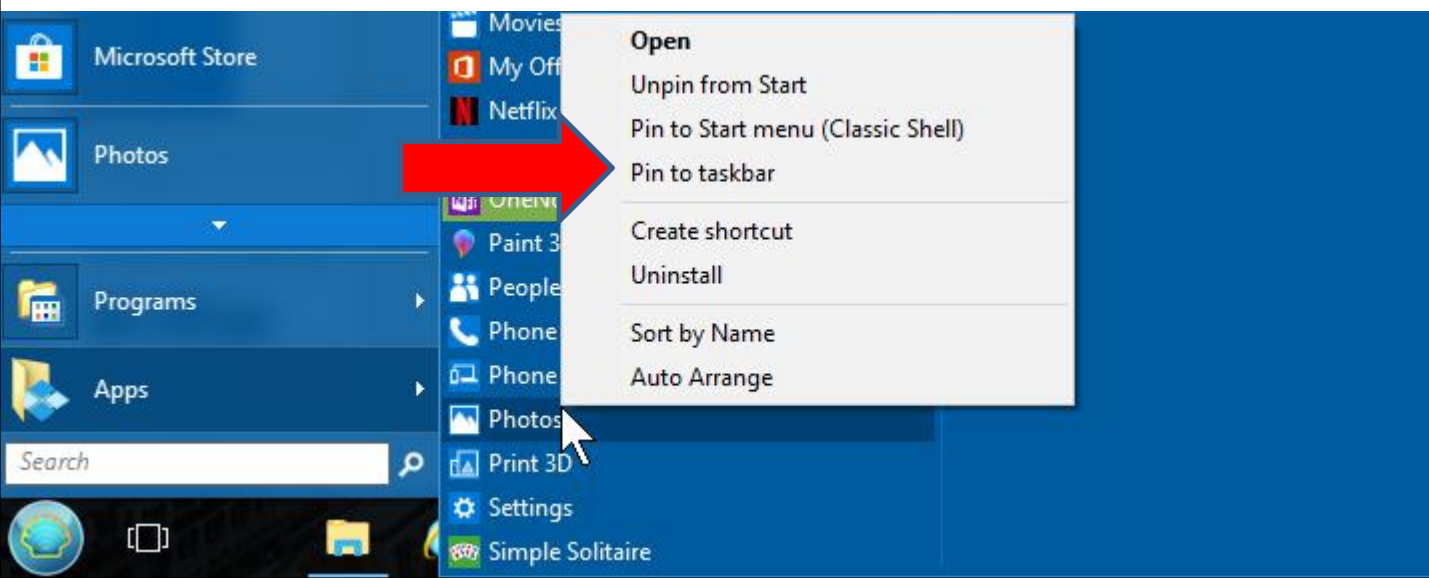 Microsoft Store
Photos
Programs
Apps
Search
Movies
My Off
Netflix
Paint 3
People
Phone
Phone
Photos
Print 3D
Settings
Simple Solitaire
Open
Unpin from Start
Pin to Start menu (Classic Shell)
Pin to taskbar
Create shortcut
Uninstall
Sort by Name
Auto Arrange